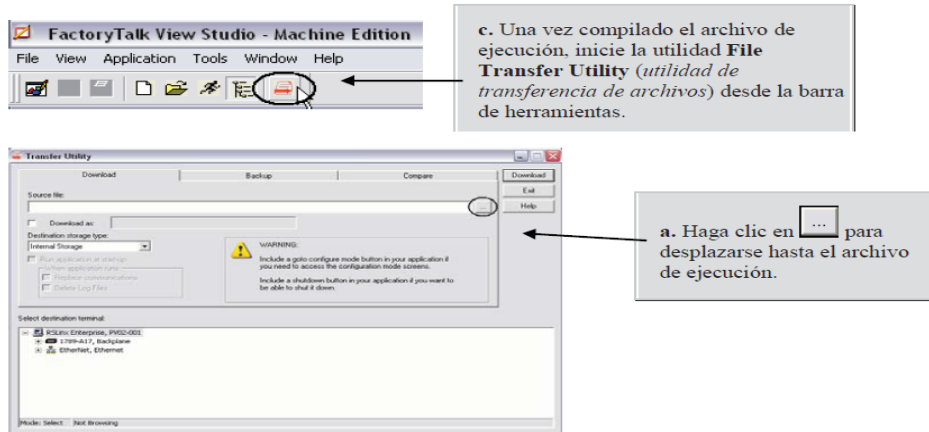 FactoryTalk View Studio - Machine Edition
File View Application Tools Window Help
c. Una vez compilado el archivo de
ejecución, inicie la utilidad File
Transfer Utility (utilidad de
transferencia de archivos) desde la barra
de herramientas.
Transfer Utility
Download Backup Compare
Download
Exit
Help
Source file:
...
Download as:
Destination storage type:
Internal Storage
Run application at start-up
When application runs
Replace communications
Delete Log Files
WARNING:
Include a goto configure mode button in your application if
you need to access the configuration mode screens.
Include a shutdown button in your application if you want to
be able to shut it down.
a. Haga clic en ... para
desplazarse hasta el archivo
de ejecución.
Select destination terminal:
RSLinx Enterprise, PV02-001
1789-A17, Backplane
EtherNet, Ethernet
Mode: Select Not Browsing